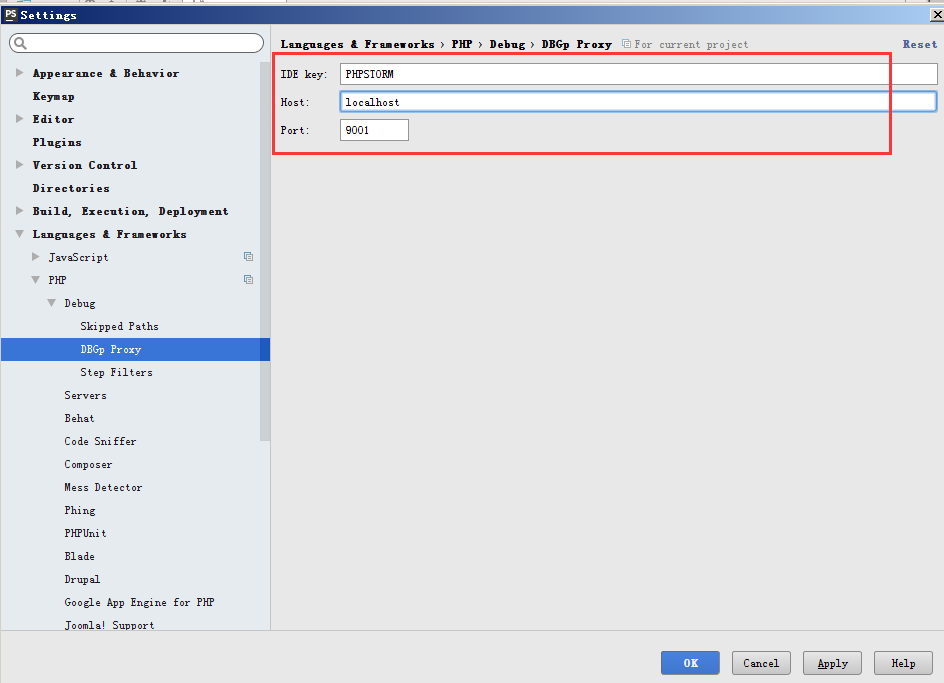 PS Settings
Languages & Frameworks › PHP › Debug › DBGp Proxy For current project Reset
IDE key: PHPSTORM
Host: localhost
Port: 9001
Appearance & Behavior
Keymap
Editor
Plugins
Version Control
Directories
Build, Execution, Deployment
Languages & Frameworks
JavaScript
PHP
Debug
Skipped Paths
DBGp Proxy
Step Filters
Servers
Behat
Code Sniffer
Composer
Mess Detector
Phing
PHPUnit
Blade
Drupal
Google App Engine for PHP
Joomla! Support
OK Cancel Apply Help